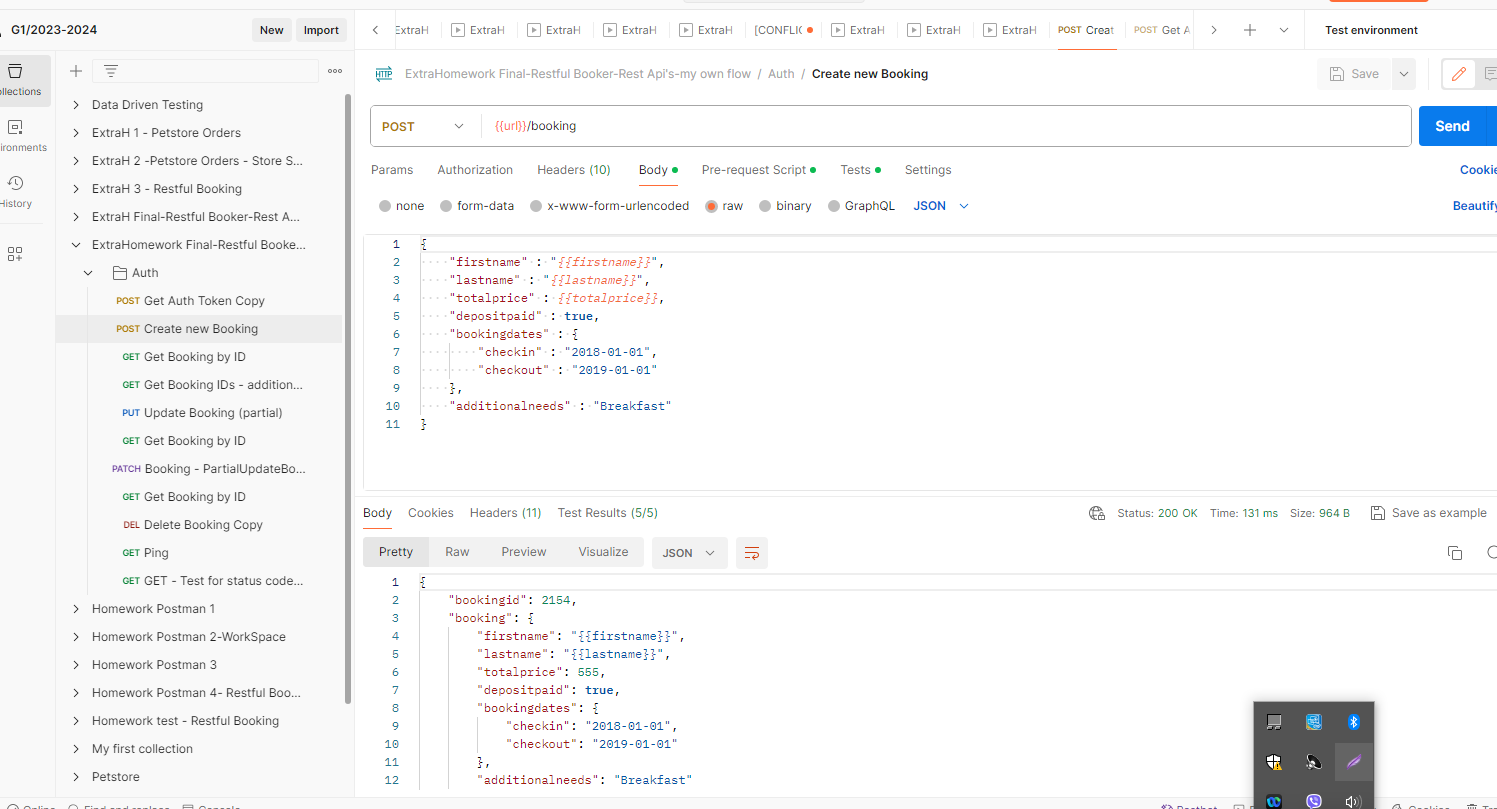 G1/2023-2024
New
Import
ExtraH
ExtraH
ExtraH
ExtraH
ExtraH
[CONFLIC
ExtraH
ExtraH
ExtraH
POST Creat
POST Get A
Test environment
HTTP ExtraHomework Final-Restful Booker-Rest Api's-my own flow / Auth / Create new Booking
Save
POST
{{url}}/booking
Send
Params Authorization Headers (10) Body Pre-request Script Tests Settings
Cookie
none form-data x-www-form-urlencoded raw binary GraphQL JSON
Beautify
1 {
2 "firstname" : "{{firstname}}",
3 "lastname" : "{{lastname}}",
4 "totalprice" : {{totalprice}},
5 "depositpaid" : true,
6 "bookingdates" : {
7 "checkin" : "2018-01-01",
8 "checkout" : "2019-01-01"
9 },
10 "additionalneeds" : "Breakfast"
11 }
Body Cookies Headers (11) Test Results (5/5)
Status: 200 OK Time: 131 ms Size: 964 B Save as example
Pretty Raw Preview Visualize JSON
1 {
2 "bookingid": 2154,
3 "booking": {
4 "firstname": "{{firstname}}",
5 "lastname": "{{lastname}}",
6 "totalprice": 555,
7 "depositpaid": true,
8 "bookingdates": {
9 "checkin": "2018-01-01",
10 "checkout": "2019-01-01"
11 },
12 "additionalneeds": "Breakfast"
ollections
ironments
History
Data Driven Testing
ExtraH 1 - Petstore Orders
ExtraH 2 -Petstore Orders - Store S...
ExtraH 3 - Restful Booking
ExtraH Final-Restful Booker-Rest A...
ExtraHomework Final-Restful Booke...
Auth
POST Get Auth Token Copy
POST Create new Booking
GET Get Booking by ID
GET Get Booking IDs - addition...
PUT Update Booking (partial)
GET Get Booking by ID
PATCH Booking - PartialUpdateBo...
GET Get Booking by ID
DEL Delete Booking Copy
GET Ping
GET GET - Test for status code...
Homework Postman 1
Homework Postman 2-WorkSpace
Homework Postman 3
Homework Postman 4- Restful Boo...
Homework test - Restful Booking
My first collection
Petstore
Online
Find and replace
Console
Postbot
Cookies